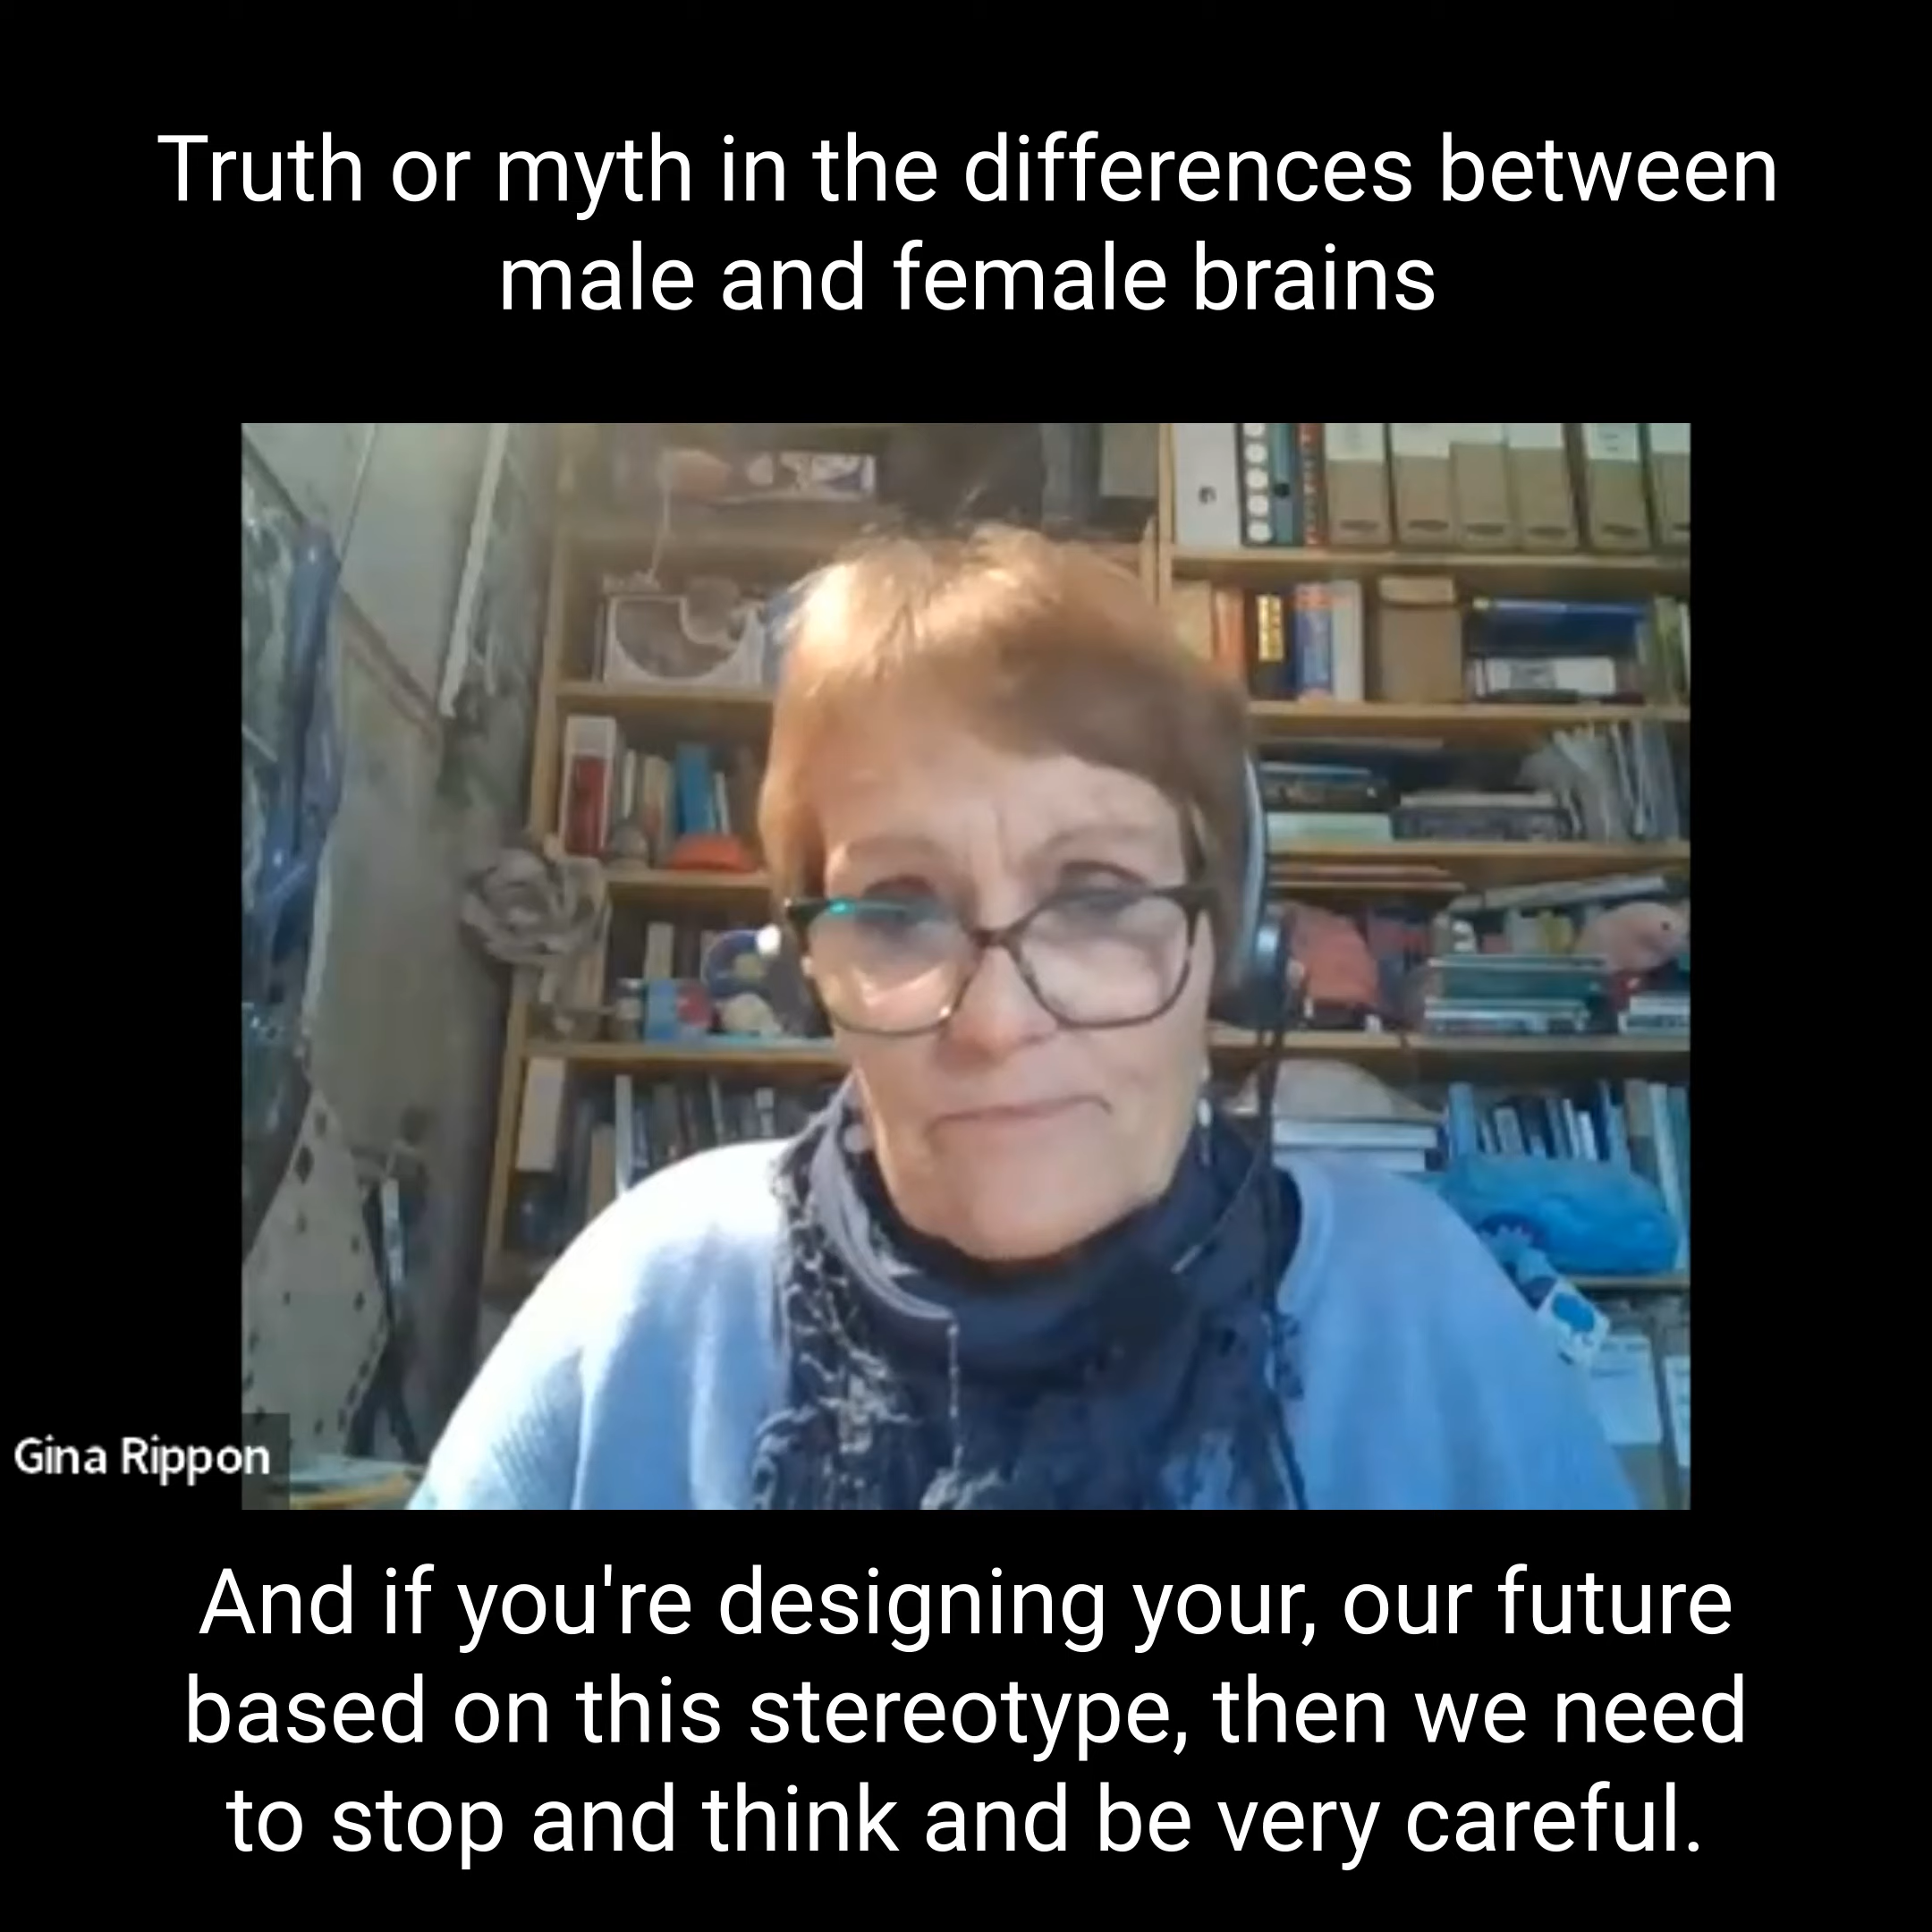 Truth or myth in the differences between
male and female brains
Gina Rippon
And if you're designing your, our future
based on this stereotype, then we need
to stop and think and be very careful.